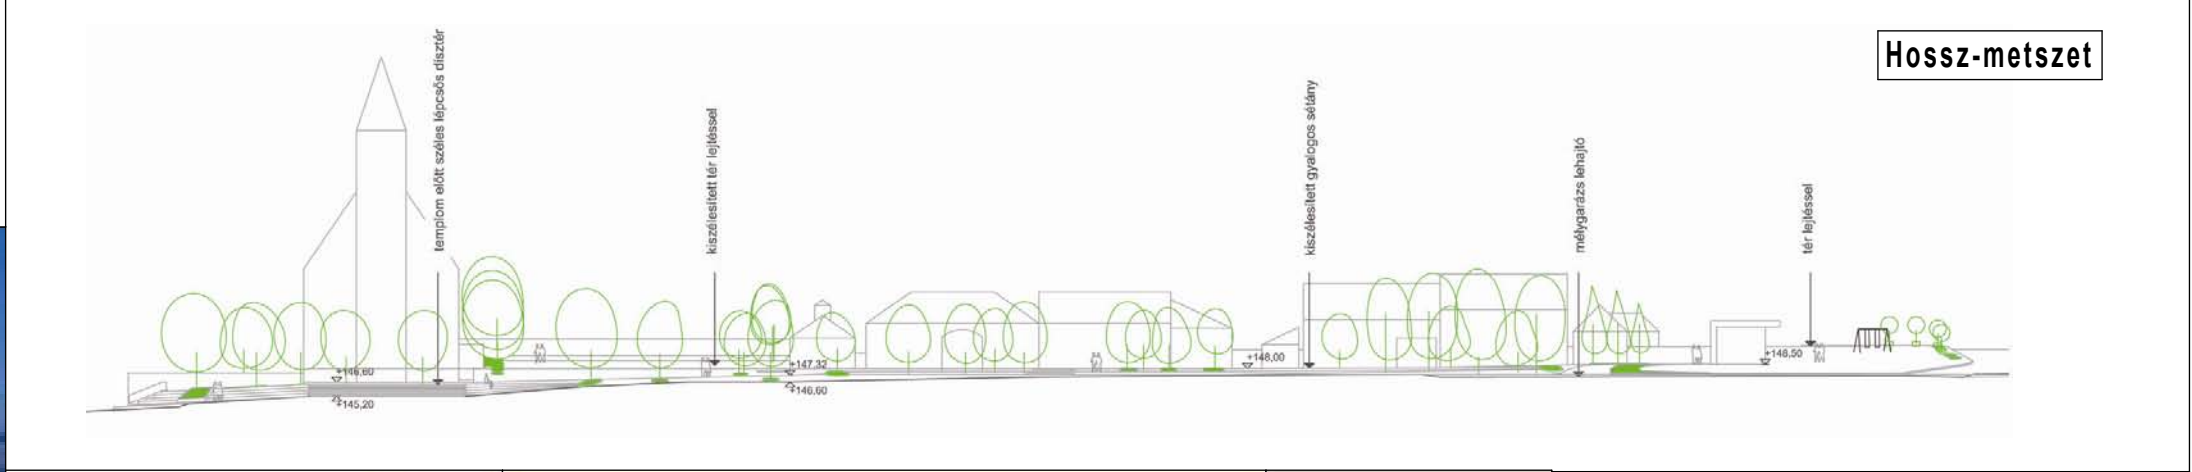 Hossz-metszet
templom előtt széles lépcsős dísztér
kiszélesített tér lejtéssel
kiszélesített gyalogos sétány
mélygarázs lehajtó
tér lejtéssel
+146,60
+145,20
+147,32
+146,60
+148,00
+148,50